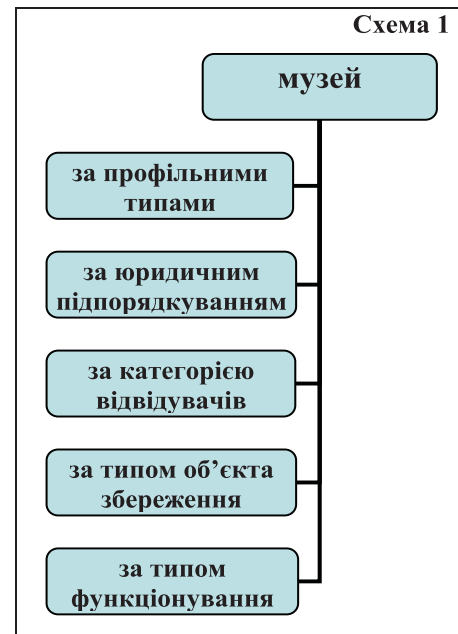 Схема 1
музей
за профільними
типами
за юридичним
підпорядкуванням
за категорією
відвідувачів
за типом об’єкта
збереження
за типом
функціонування